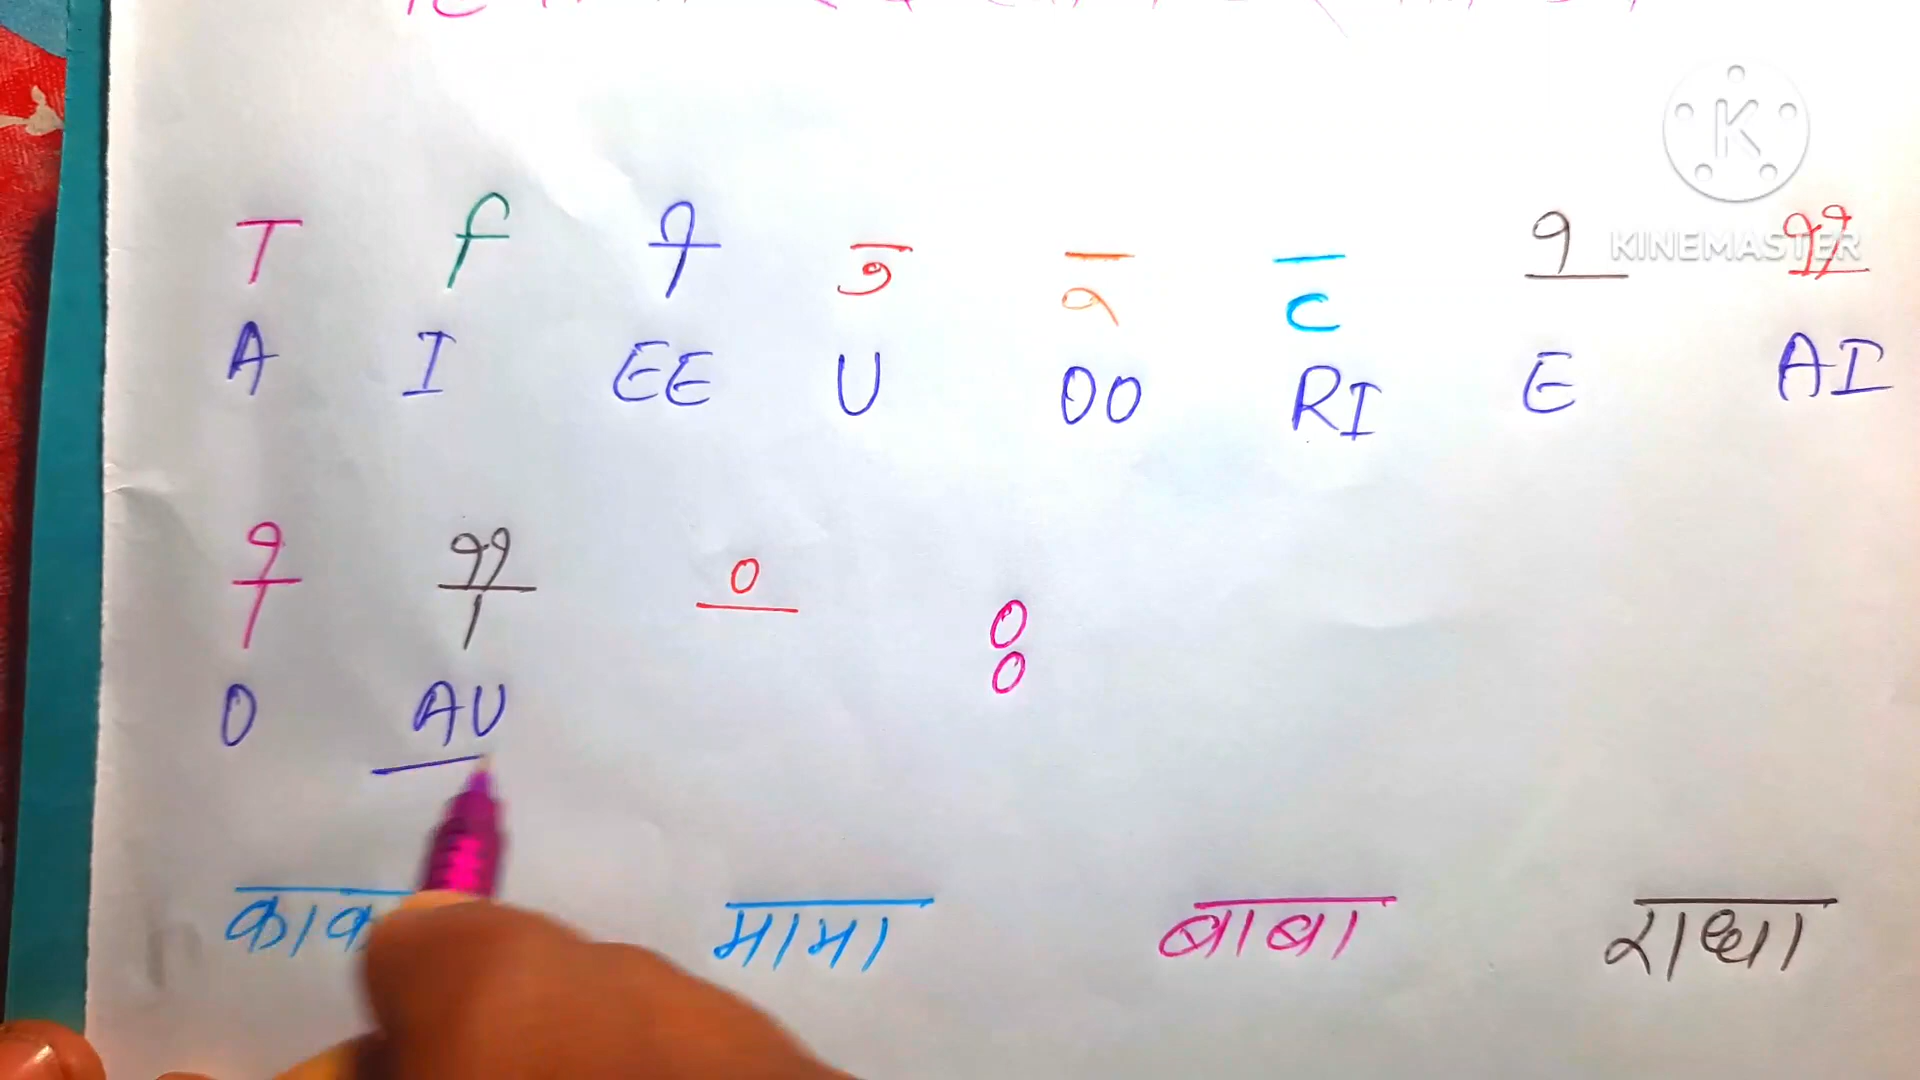 ा ि ी ु ू ृ े ै
A I EE U OO RI E AI
ो ौ ं ः
O AU
मामा बाबा राधा
K
KINEMASTER